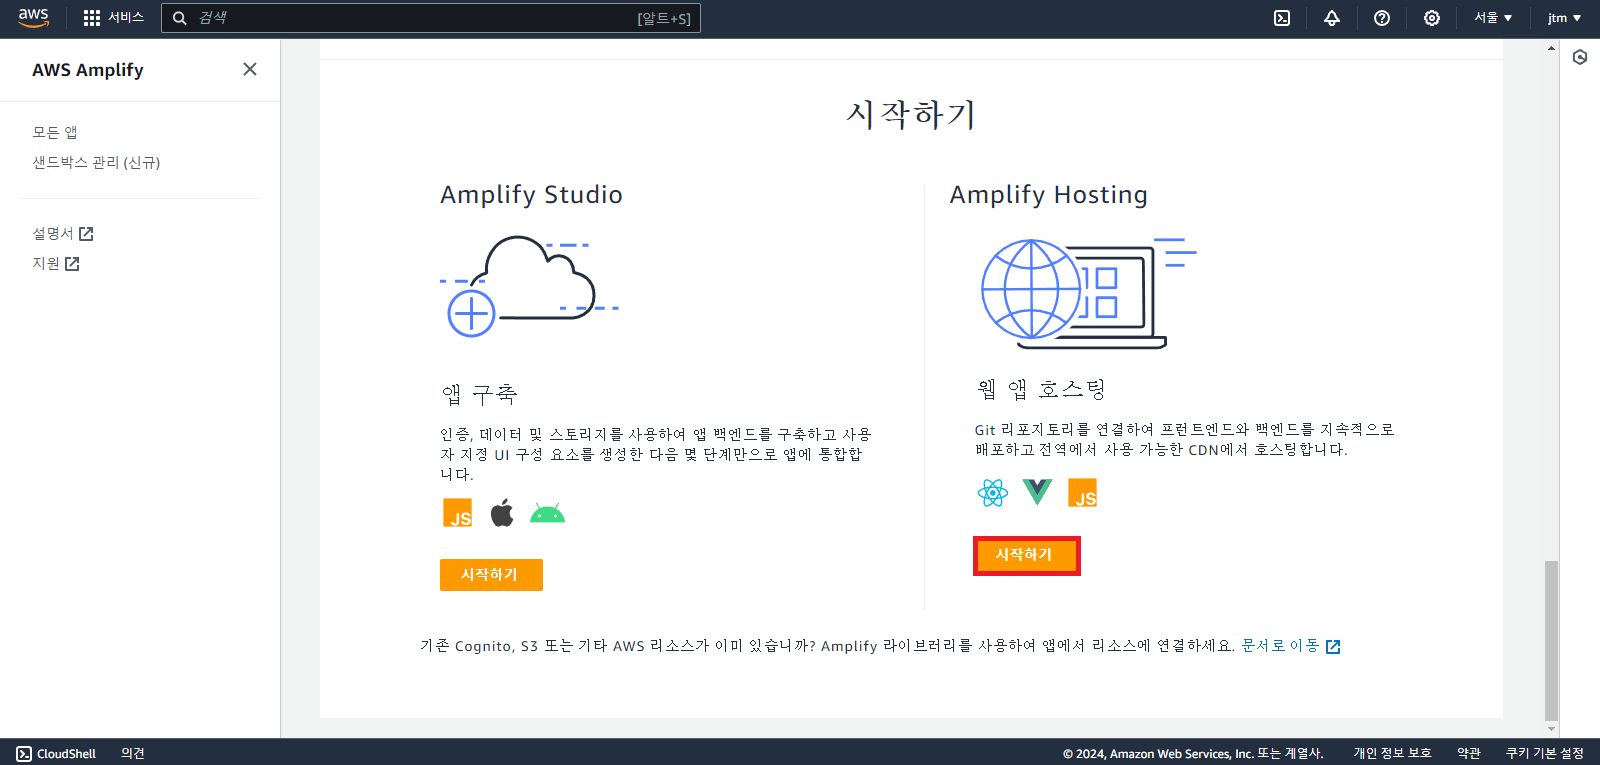 aws
서비스
검색
[알트+S]
서울
jtm
AWS Amplify
모든 앱
샌드박스 관리 (신규)
설명서
지원
시작하기
Amplify Studio
앱 구축
인증, 데이터 및 스토리지를 사용하여 앱 백엔드를 구축하고 사용
자 지정 UI 구성 요소를 생성한 다음 몇 단계만으로 앱에 통합합
니다.
JS
시작하기
Amplify Hosting
웹 앱 호스팅
Git 리포지토리를 연결하여 프런트엔드와 백엔드를 지속적으로
배포하고 전역에서 사용 가능한 CDN에서 호스팅합니다.
JS
시작하기
기존 Cognito, S3 또는 기타 AWS 리소스가 이미 있습니까? Amplify 라이브러리를 사용하여 앱에서 리소스에 연결하세요. 문서로 이동
CloudShell
의견
© 2024, Amazon Web Services, Inc. 또는 계열사.
개인 정보 보호
약관
쿠키 기본 설정